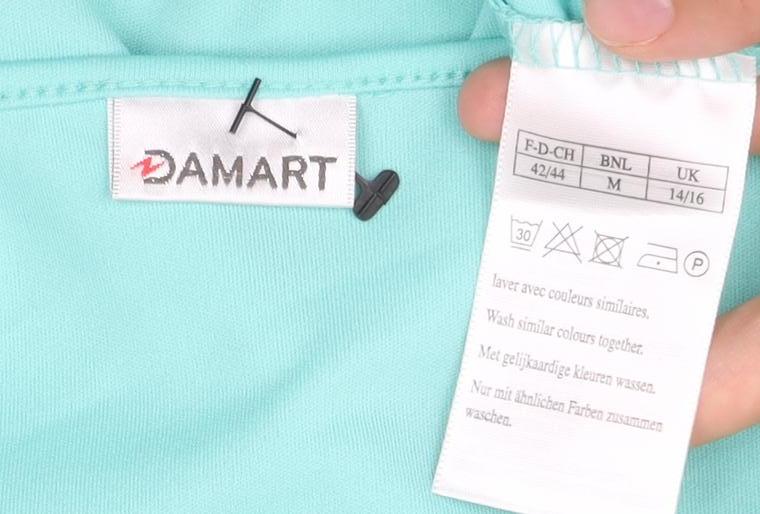 DAMART
F-D-CH BNL UK
42/44 M 14/16
30 P
laver avec couleurs similaires.
Wash similar colours together.
Met gelijkaardige kleuren wassen.
Nur mit ähnlichen Farben zusammen
waschen.